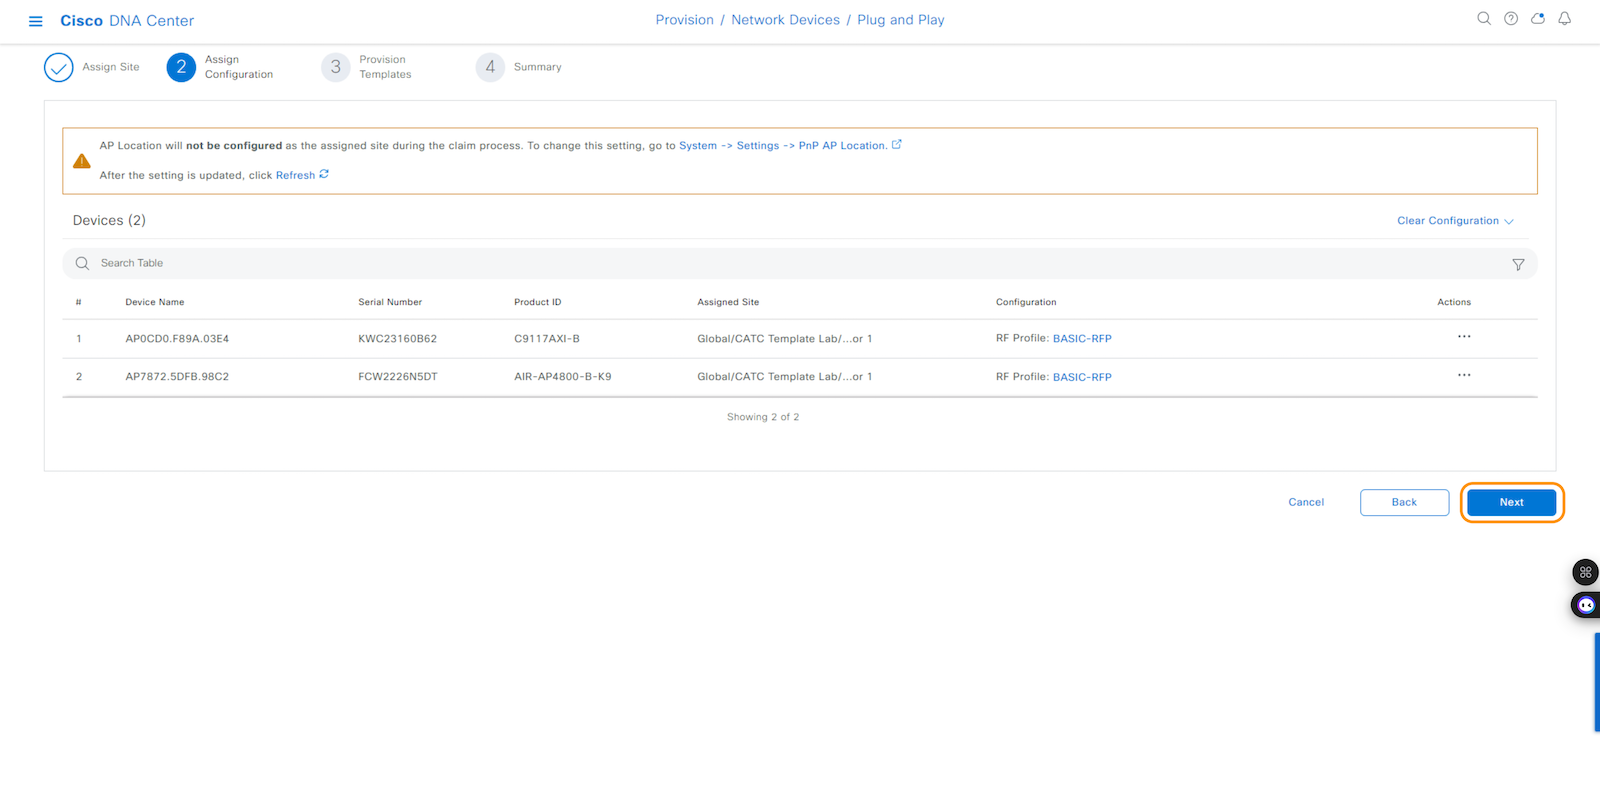 Cisco DNA Center
Provision / Network Devices / Plug and Play
Assign Site
2
Assign Configuration
3
Provision Templates
4
Summary
AP Location will not be configured as the assigned site during the claim process. To change this setting, go to System -> Settings -> PnP AP Location.
After the setting is updated, click Refresh
Devices (2)
Clear Configuration
Search Table
# Device Name Serial Number Product ID Assigned Site Configuration Actions
1 AP0CD0.F89A.03E4 KWC23160B62 C9117AXI-B Global/CATC Template Lab/...or 1 RF Profile: BASIC-RFP ...
2 AP7872.5DFB.98C2 FCW2226N5DT AIR-AP4800-B-K9 Global/CATC Template Lab/...or 1 RF Profile: BASIC-RFP ...
Showing 2 of 2
Cancel Back Next